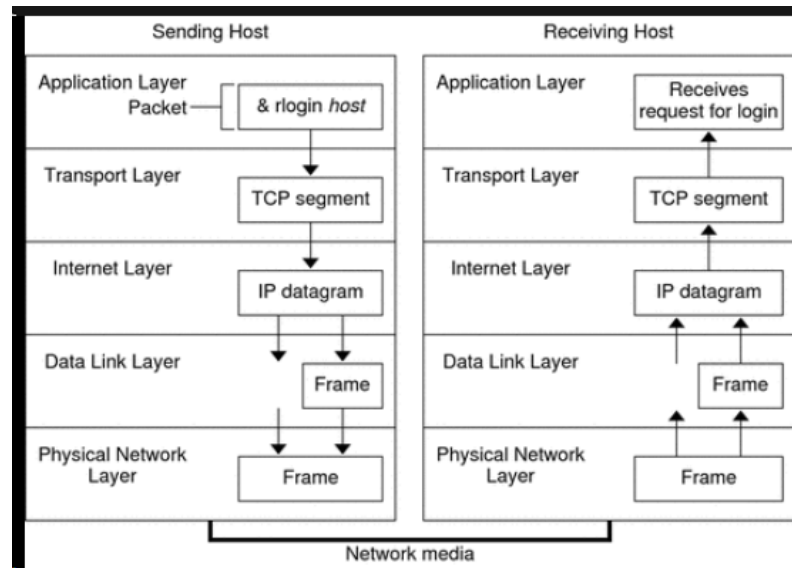 Sending Host
Application Layer
Packet
& rlogin host
Transport Layer
TCP segment
Internet Layer
IP datagram
Data Link Layer
Frame
Physical Network
Layer
Frame
Receiving Host
Application Layer
Receives
request for login
Transport Layer
TCP segment
Internet Layer
IP datagram
Data Link Layer
Frame
Physical Network
Layer
Frame
Network media